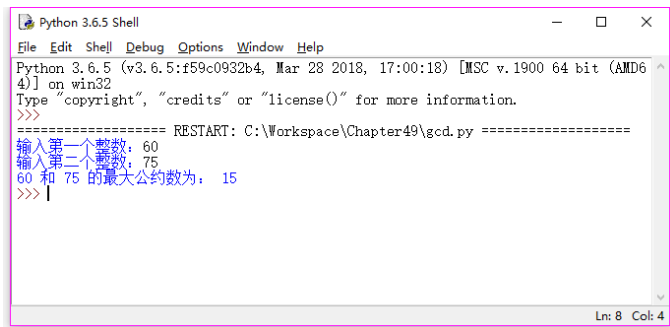 Python 3.6.5 Shell
File Edit Shell Debug Options Window Help
Python 3.6.5 (v3.6.5:f59c0932b4, Mar 28 2018, 17:00:18) [MSC v.1900 64 bit (AMD6
4)] on win32
Type "copyright", "credits" or "license()" for more information.
>>>
=================== RESTART: C:\Workspace\Chapter49\gcd.py ===================
输入第一个整数：60
输入第二个整数：75
60 和 75 的最大公约数为： 15
>>>
Ln: 8 Col: 4